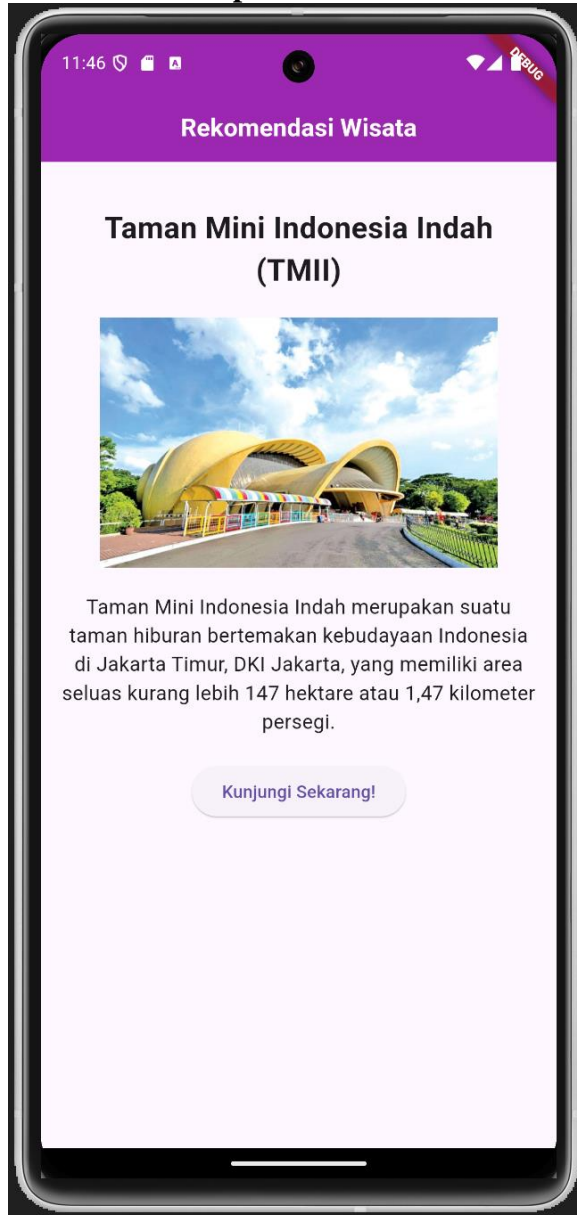 11:46
DEBUG
Rekomendasi Wisata
Taman Mini Indonesia Indah
(TMII)
Taman Mini Indonesia Indah merupakan suatu
taman hiburan bertemakan kebudayaan Indonesia
di Jakarta Timur, DKI Jakarta, yang memiliki area
seluas kurang lebih 147 hektare atau 1,47 kilometer
persegi.
Kunjungi Sekarang!